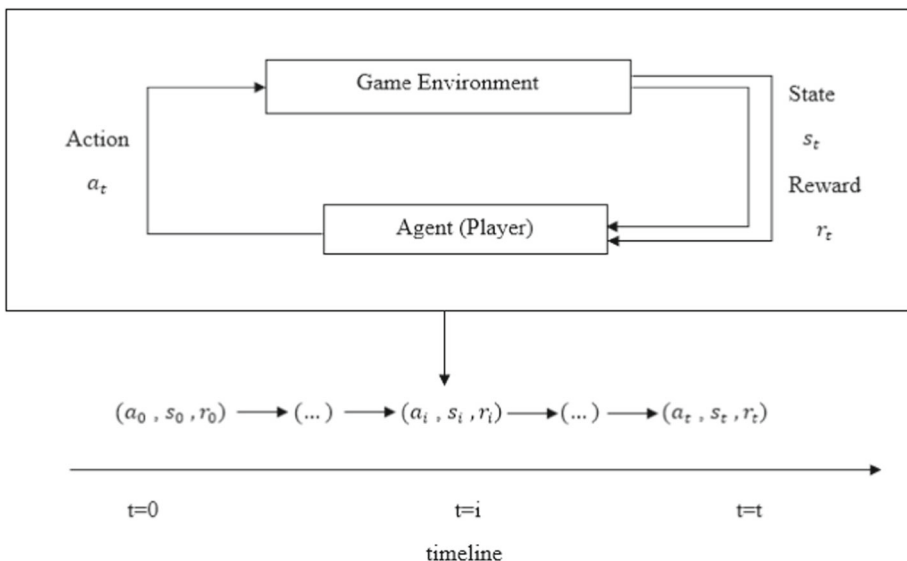 Game Environment
State
Action
s_t
a_t
Reward
Agent (Player)
r_t
(a_0 , s_0 , r_0) (...) (a_i , s_i , r_i) (...) (a_t , s_t , r_t)
t=0 t=i t=t
timeline